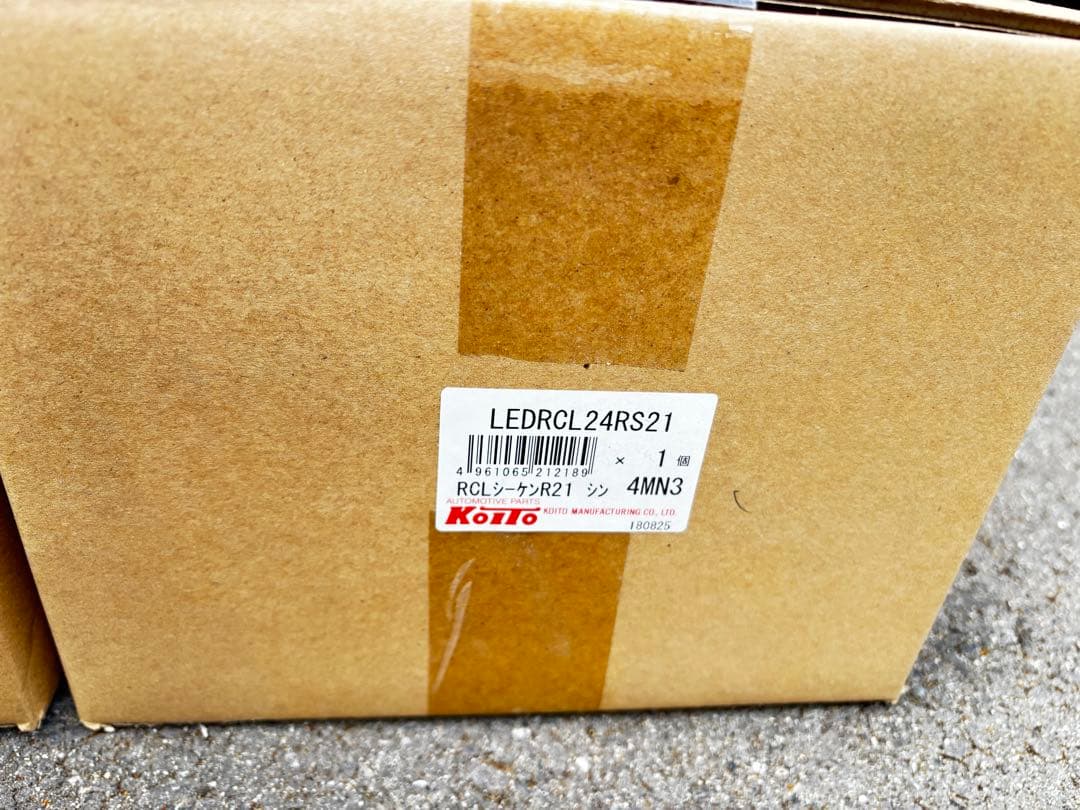 LEDRCL24RS21
4 961065 212189 × 1 個
RCLシーケンR21 シン 4MN3
AUTOMOTIVE PARTS
KOITO KOITO MANUFACTURING CO., LTD.
180825